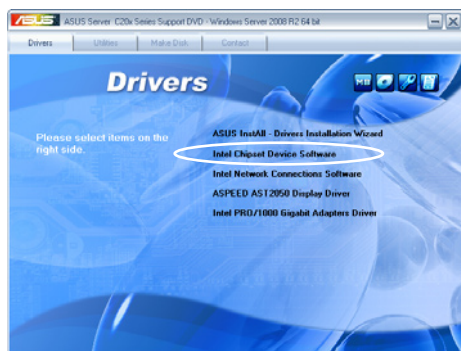 ASUS ASUS Server C20x Series Support DVD - Windows Server 2008 R2 64 bit
Drivers Utilities Make Disk Contact
Drivers
Please select items on the
right side.
ASUS InstAll - Drivers Installation Wizard
Intel Chipset Device Software
Intel Network Connections Software
ASPEED AST2050 Display Driver
Intel PRO/1000 Gigabit Adapters Driver